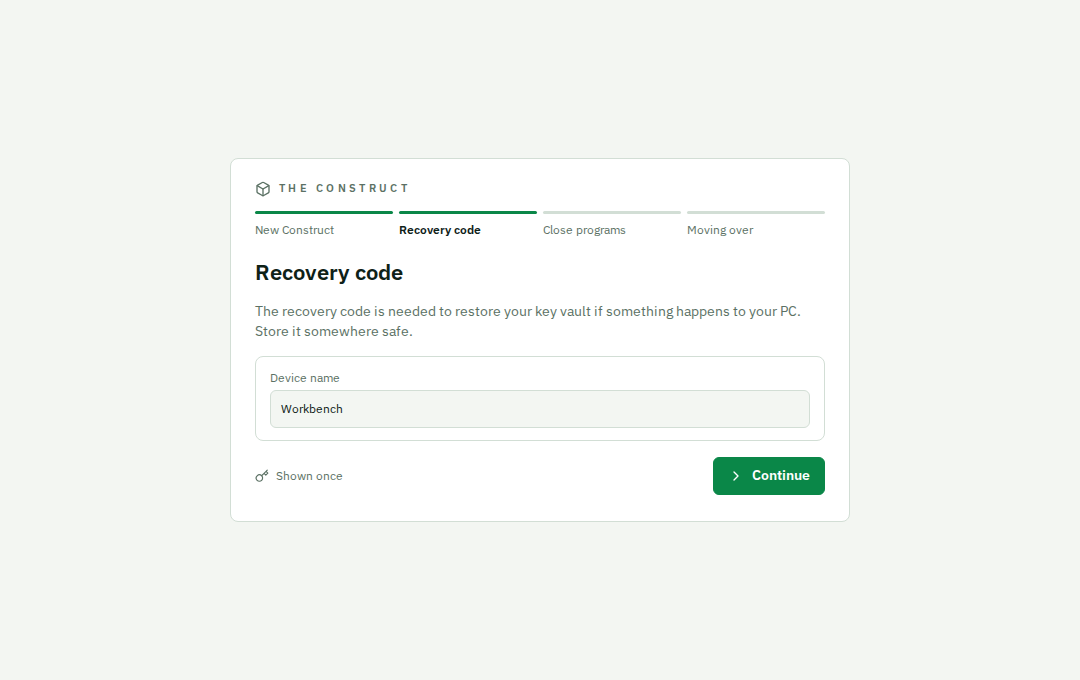 THE CONSTRUCT
New Construct
Recovery code
Close programs
Moving over
Recovery code
The recovery code is needed to restore your key vault if something happens to your PC.
Store it somewhere safe.
Device name
Workbench
Shown once
Continue